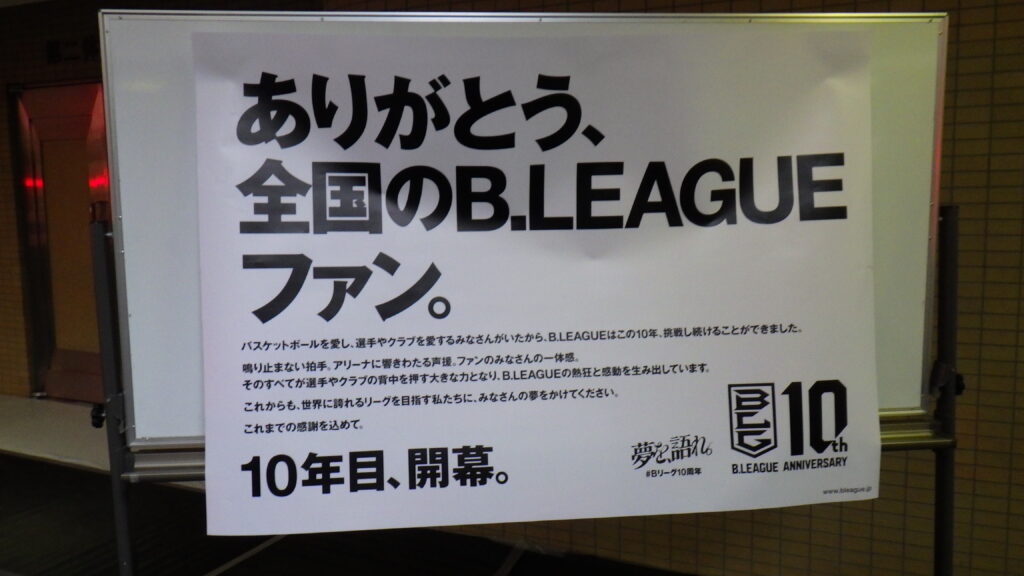 ありがとう、
全国のB.LEAGUE
ファン。
バスケットボールを愛し、選手やクラブを愛するみなさんがいたから、B.LEAGUEはこの10年、挑戦し続けることができました。
鳴り止まない拍手。アリーナに響きわたる声援。ファンのみなさんの一体感。
そのすべてが選手やクラブの背中を押す大きな力となり、B.LEAGUEの熱狂と感動を生み出しています。
これからも、世界に誇れるリーグを目指す私たちに、みなさんの夢をかけてください。
これまでの感謝を込めて。
10年目、開幕。
夢を、語れ。
#Bリーグ10周年
BLG 10th
B.LEAGUE ANNIVERSARY
www.bleague.jp